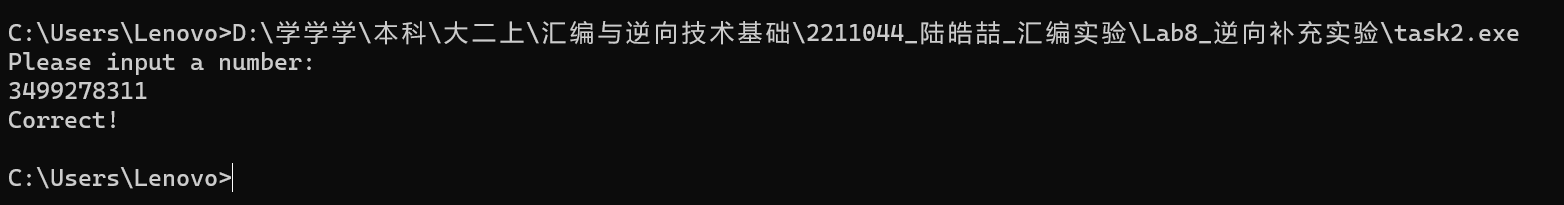 C:\Users\Lenovo>D:\学学学\本科\大二上\汇编与逆向技术基础\2211044_陆皓喆_汇编实验\Lab8_逆向补充实验\task2.exe
Please input a number:
3499278311
Correct!
C:\Users\Lenovo>